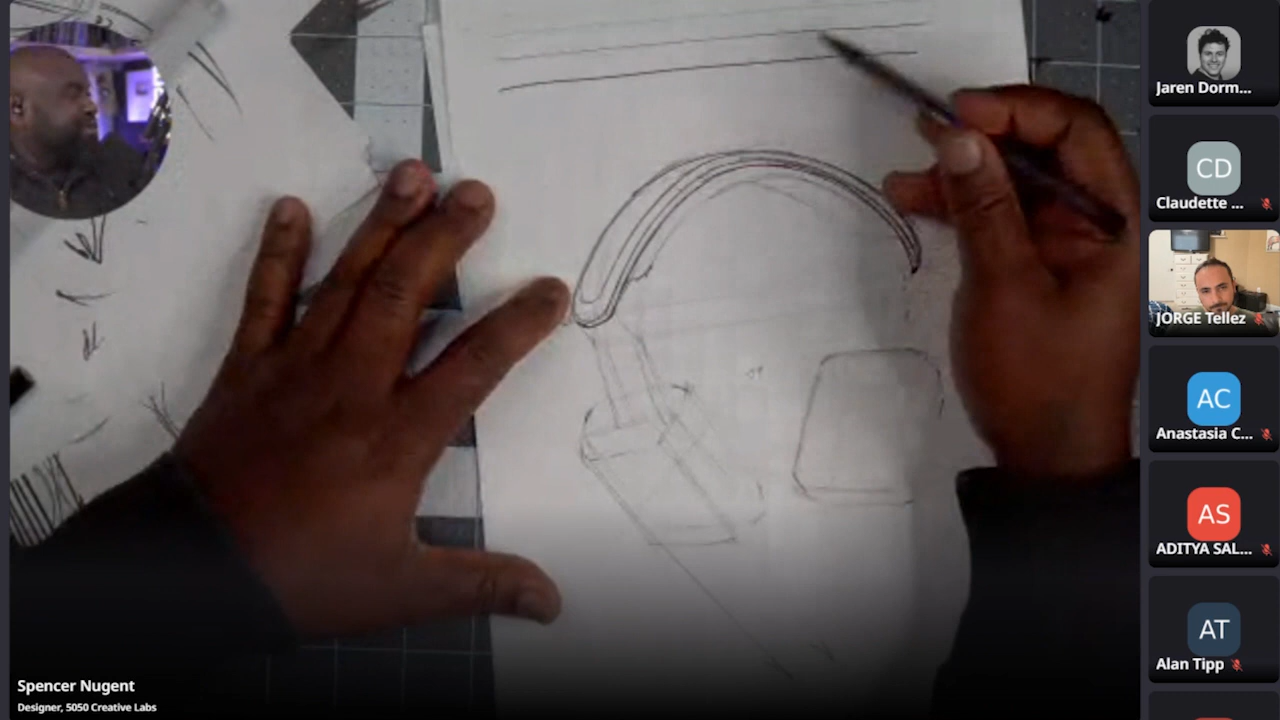 Jaren Dorm...
CD
Claudette ...
JORGE Tellez
AC
Anastasia C...
AS
ADITYA SAL...
AT
Alan Tipp
Spencer Nugent
Designer, 5050 Creative Labs